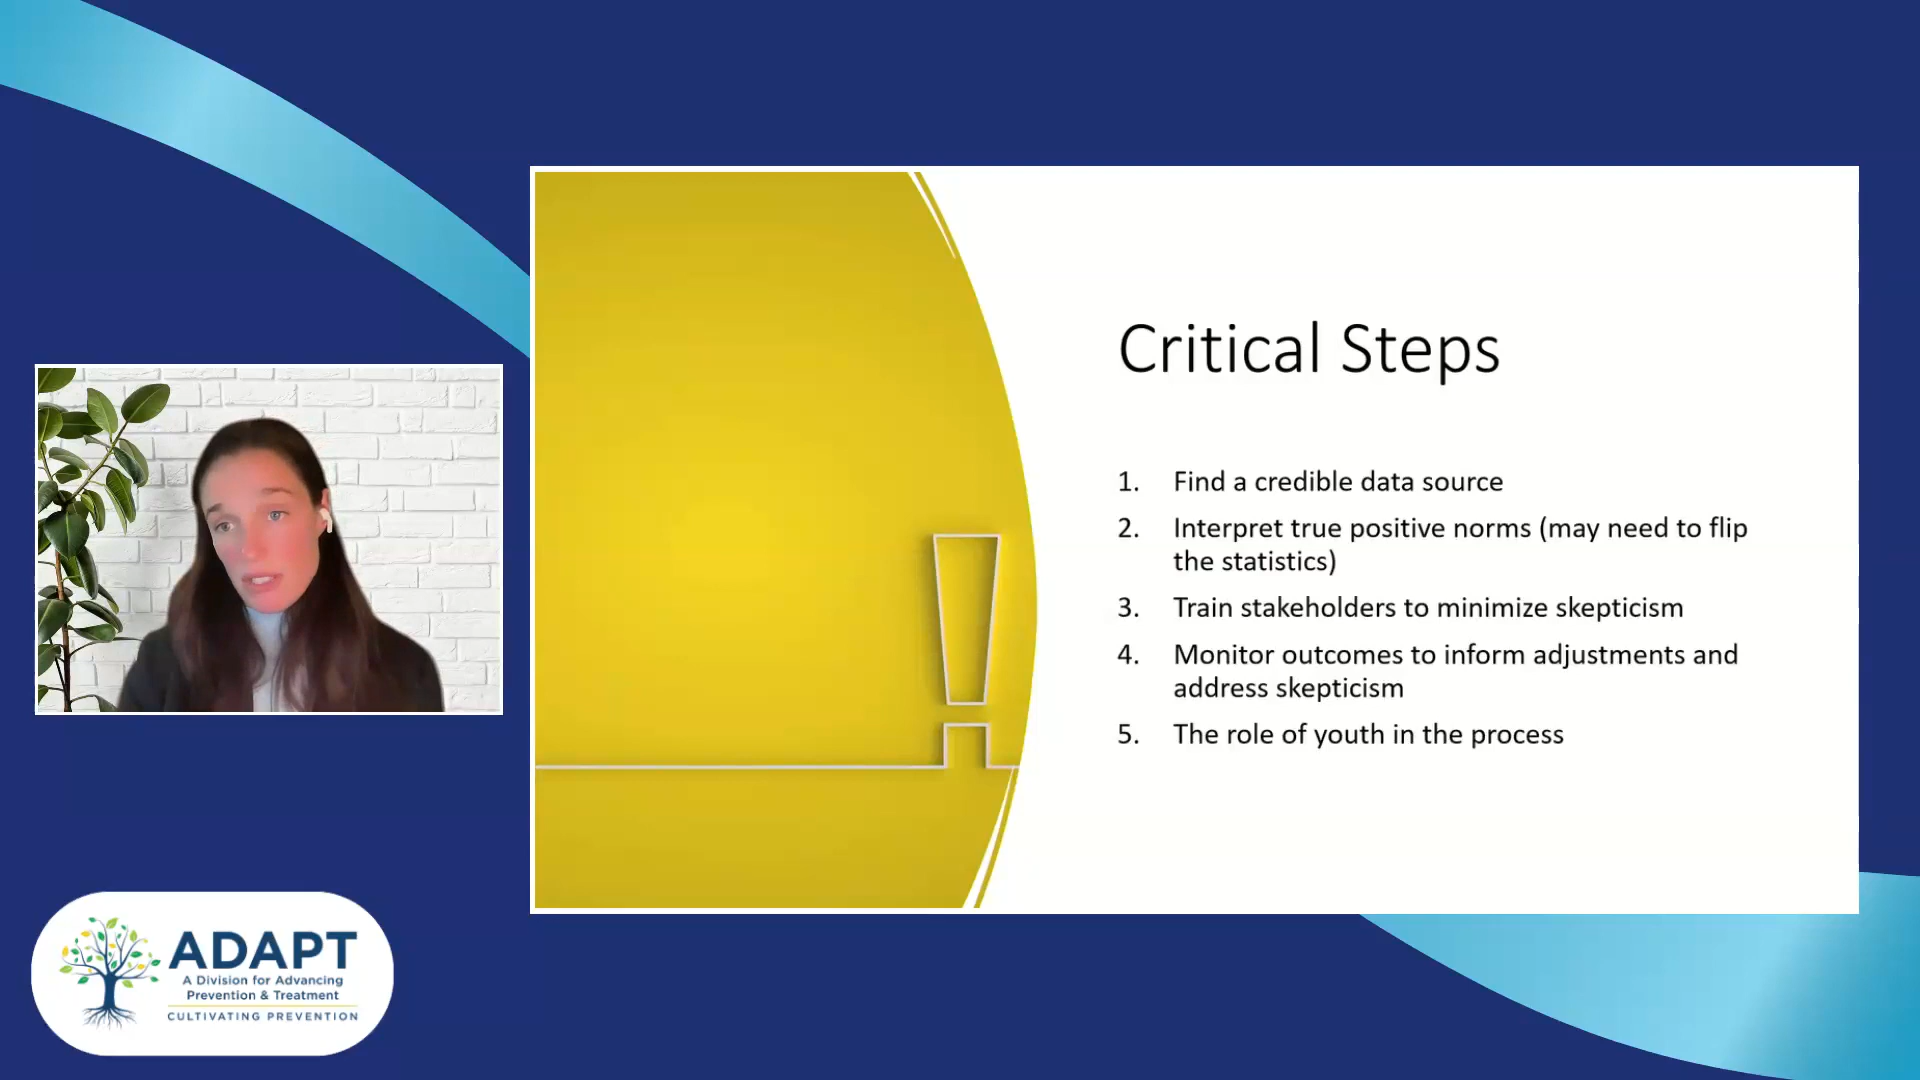 Critical Steps
1. Find a credible data source
2. Interpret true positive norms (may need to flip
the statistics)
3. Train stakeholders to minimize skepticism
4. Monitor outcomes to inform adjustments and
address skepticism
5. The role of youth in the process
ADAPT
A Division for Advancing
Prevention & Treatment
CULTIVATING PREVENTION